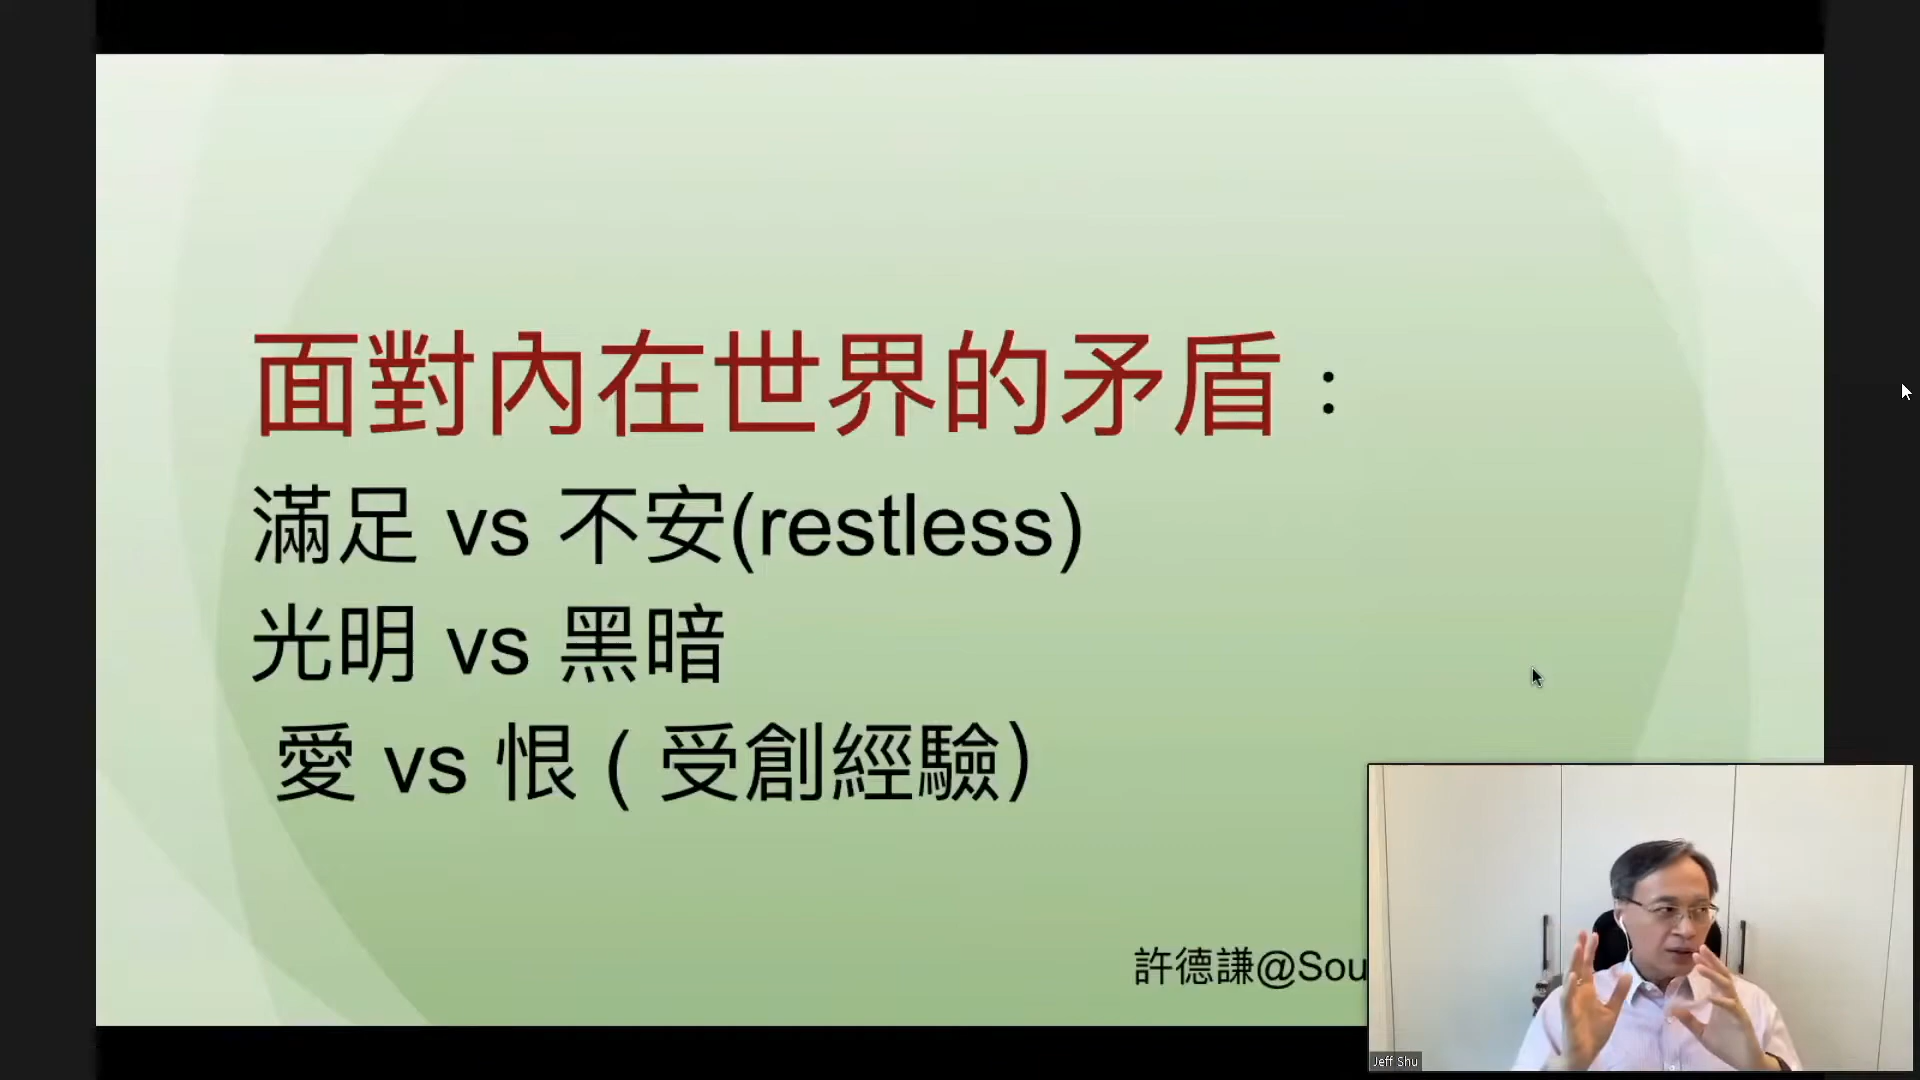 面對內在世界的矛盾：
滿足 vs 不安(restless)
光明 vs 黑暗
愛 vs 恨 ( 受創經驗)
許德謙@Sou
Jeff Shu